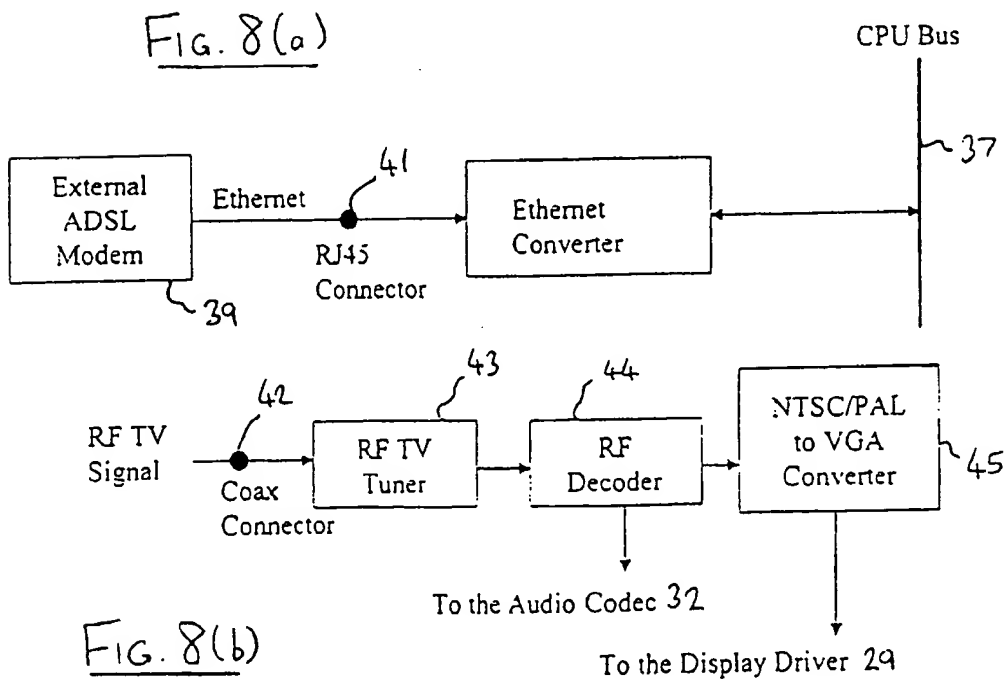 FIG. 8(a)
CPU Bus
37
External
ADSL
Modem
39
Ethernet
41
RJ45
Connector
Ethernet
Converter
RF TV
Signal
42
Coax
Connector
43
RF TV
Tuner
44
RF
Decoder
NTSC/PAL
to VGA
Converter
45
To the Audio Codec 32
To the Display Driver 29
FIG. 8(b)